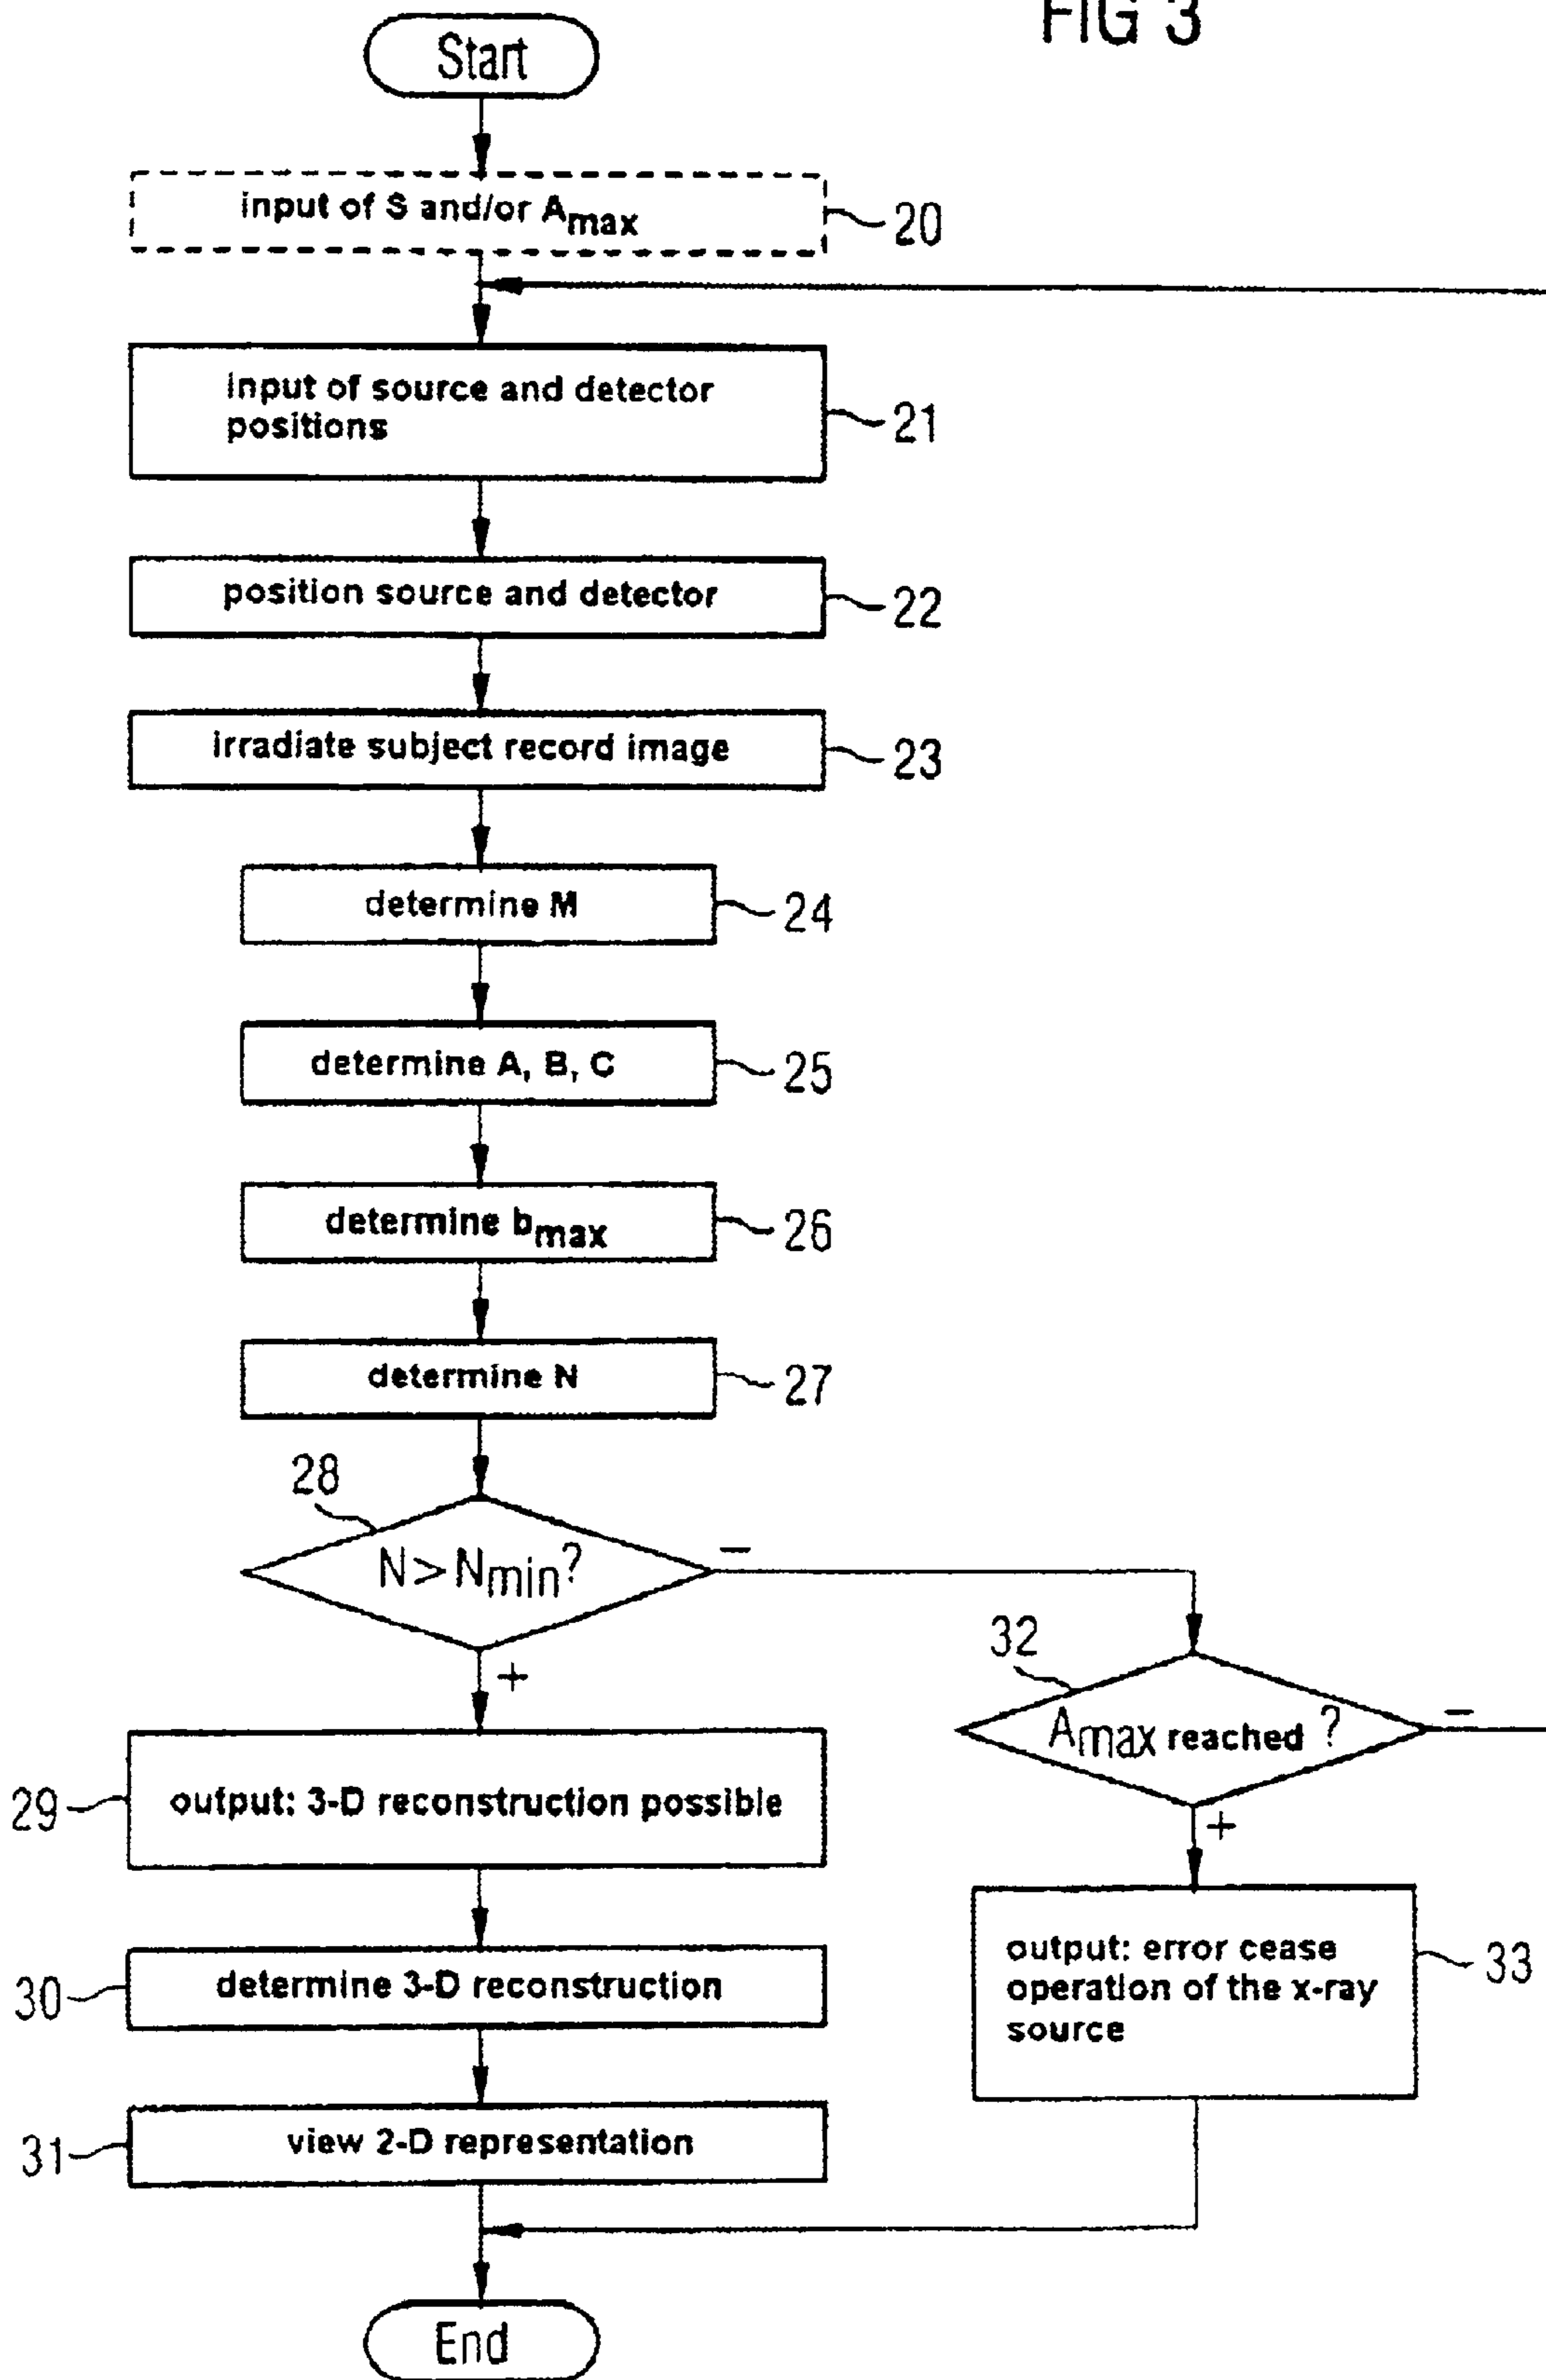 FIG 3
Start
input of S and/or Amax
20
input of source and detector
positions
21
position source and detector
22
irradiate subject record image
23
determine M
24
determine A, B, C
25
determine bmax
26
determine N
27
28
N>Nmin?
−
+
32
Amax reached ?
−
+
29
output: 3-D reconstruction possible
output: error cease
operation of the x-ray
source
33
30
determine 3-D reconstruction
31
view 2-D representation
End